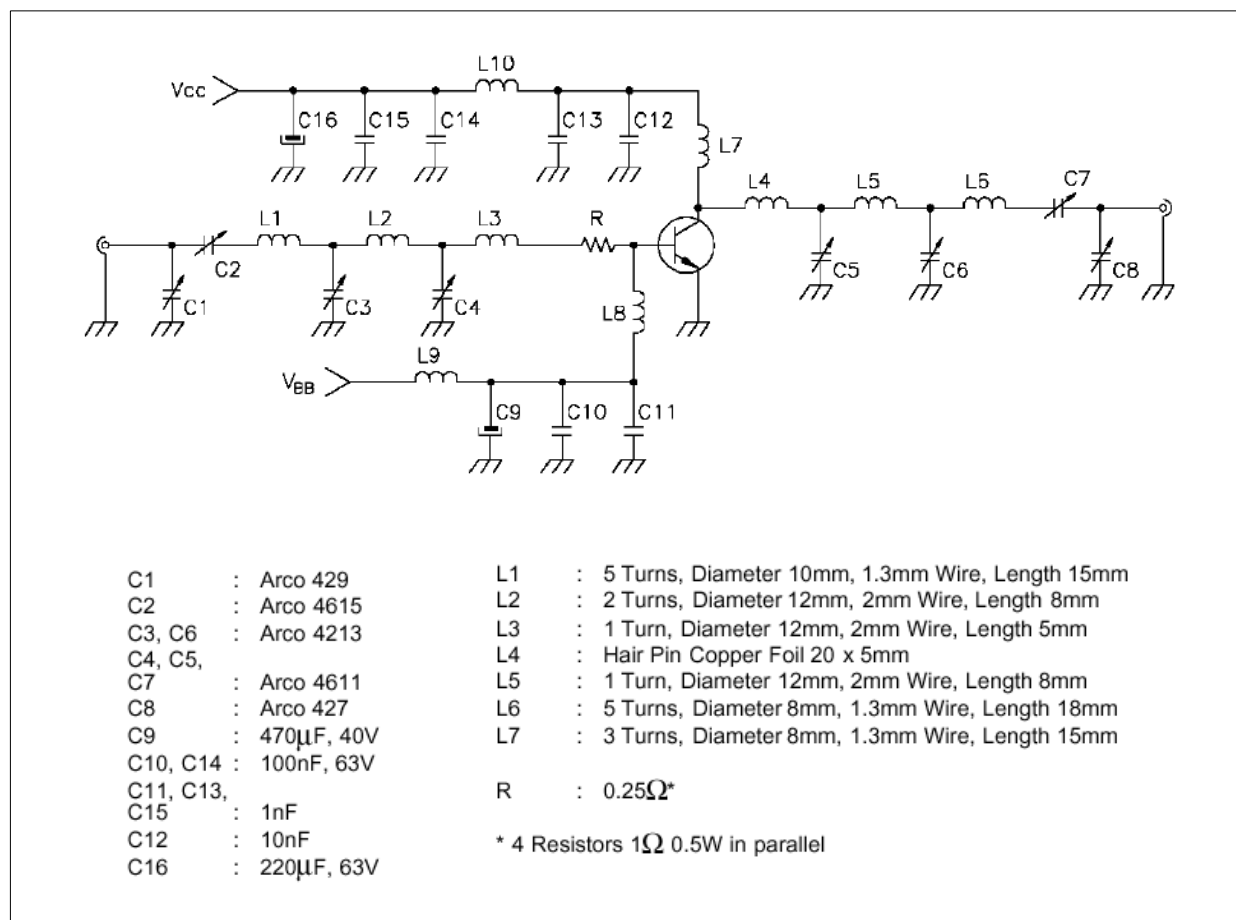 L10
Vcc
C16
C15
C14
C13
C12
L7
L4
L5
L5
C7
L1
L2
L3
R
C2
C1
C3
C4
C5
C6
C8
L8
L9
VBB
C9
C10
C11
C1 : Arco 429
C2 : Arco 4615
C3, C6 : Arco 4213
C4, C5,
C7 : Arco 4611
C8 : Arco 427
C9 : 470µF, 40V
C10, C14 : 100nF, 63V
C11, C13,
C15 : 1nF
C12 : 10nF
C16 : 220µF, 63V
L1 : 5 Turns, Diameter 10mm, 1.3mm Wire, Length 15mm
L2 : 2 Turns, Diameter 12mm, 2mm Wire, Length 8mm
L3 : 1 Turn, Diameter 12mm, 2mm Wire, Length 5mm
L4 : Hair Pin Copper Foil 20 x 5mm
L5 : 1 Turn, Diameter 12mm, 2mm Wire, Length 8mm
L6 : 5 Turns, Diameter 8mm, 1.3mm Wire, Length 18mm
L7 : 3 Turns, Diameter 8mm, 1.3mm Wire, Length 15mm
R : 0.25Ω*
* 4 Resistors 1Ω 0.5W in parallel